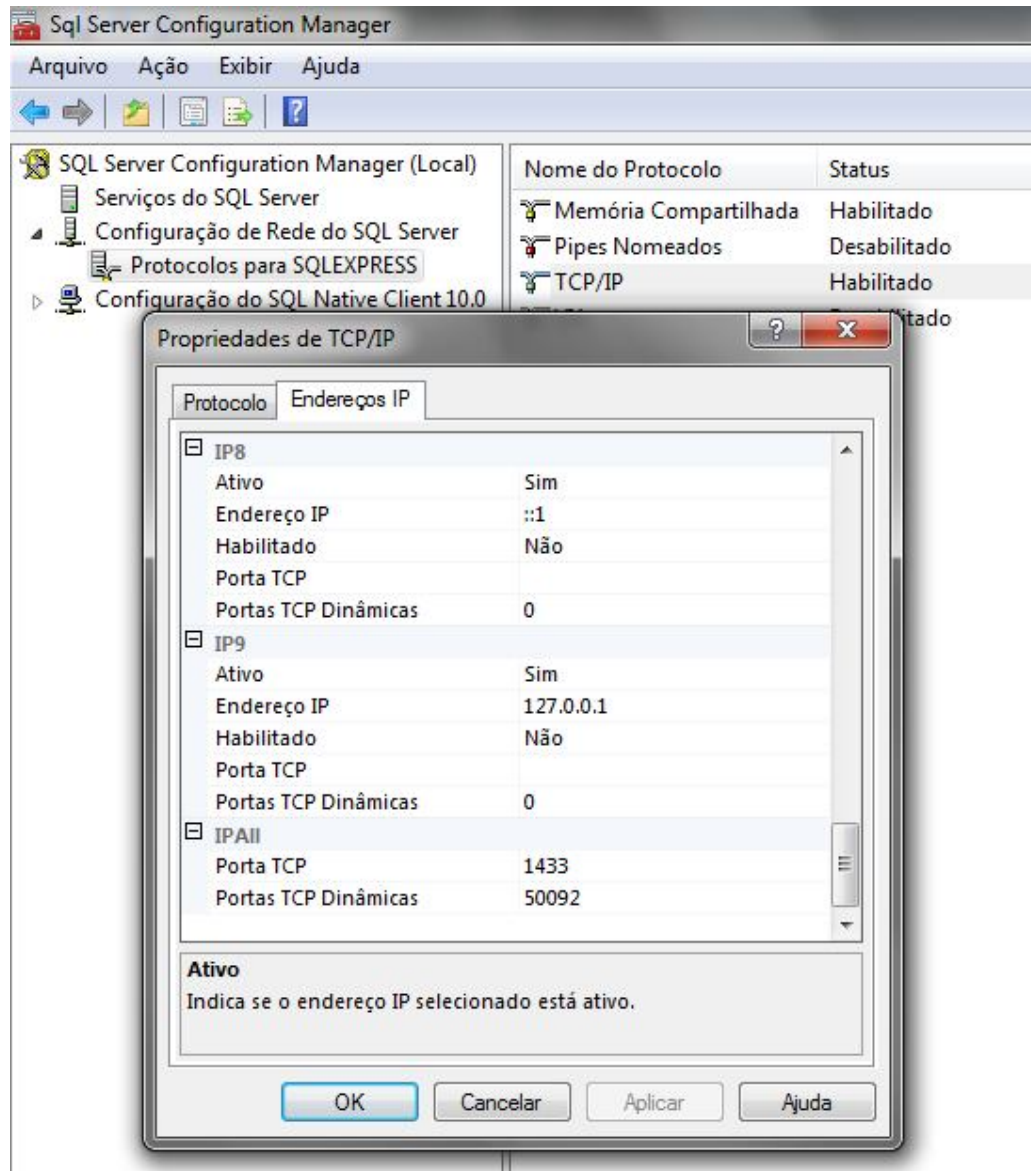 Sql Server Configuration Manager
Arquivo Ação Exibir Ajuda
SQL Server Configuration Manager (Local)
Serviços do SQL Server
Configuração de Rede do SQL Server
Protocolos para SQLEXPRESS
Configuração do SQL Native Client 10.0
Nome do Protocolo Status
Memória Compartilhada Habilitado
Pipes Nomeados Desabilitado
TCP/IP Habilitado
Propriedades de TCP/IP
Protocolo Endereços IP
IP8
Ativo Sim
Endereço IP ::1
Habilitado Não
Porta TCP
Portas TCP Dinâmicas 0
IP9
Ativo Sim
Endereço IP 127.0.0.1
Habilitado Não
Porta TCP
Portas TCP Dinâmicas 0
IPAll
Porta TCP 1433
Portas TCP Dinâmicas 50092
Ativo
Indica se o endereço IP selecionado está ativo.
OK Cancelar Aplicar Ajuda